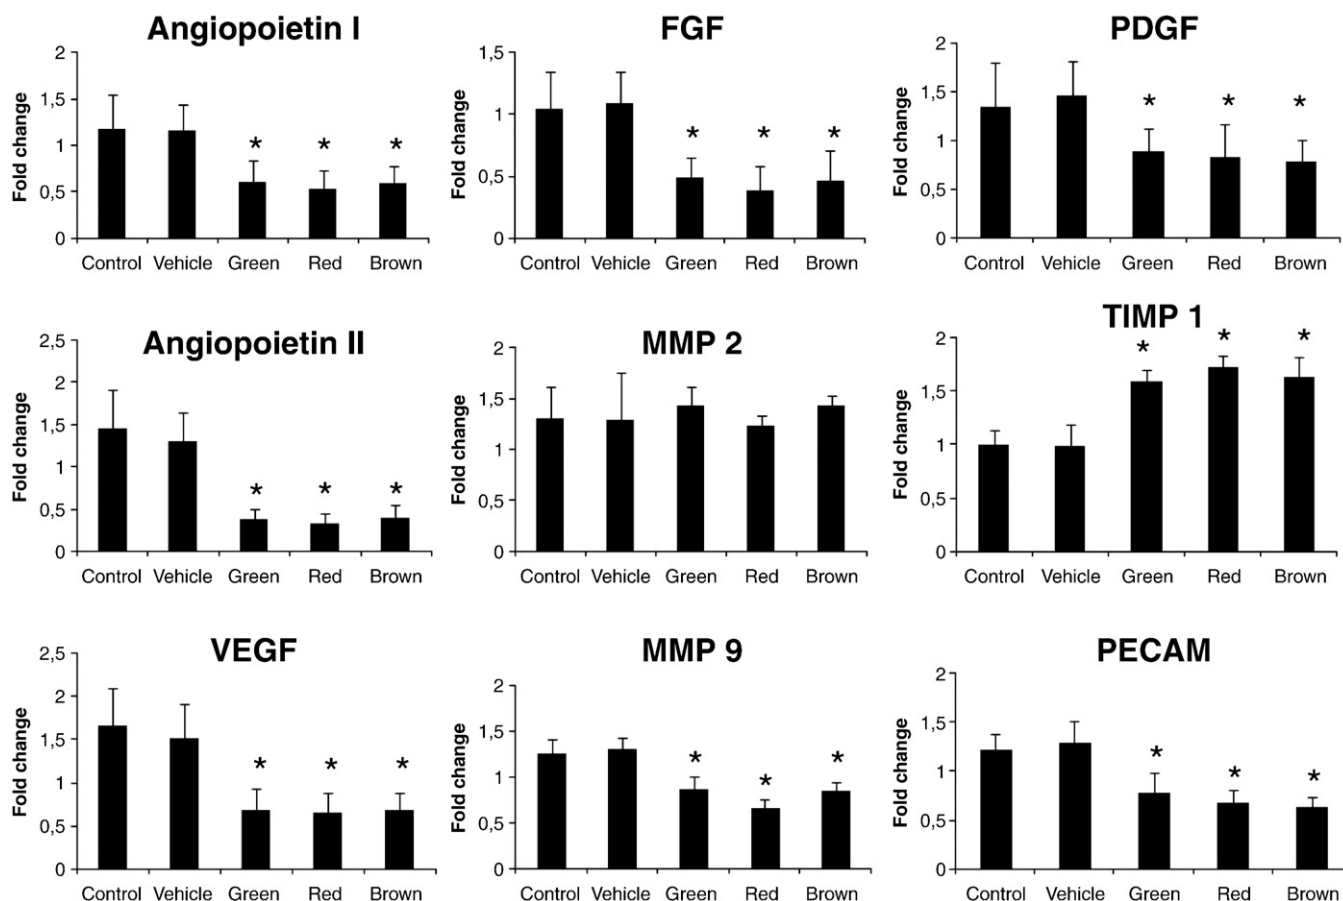 Angiopoietin I
Fold change
2
1,5
1
0,5
0
Control Vehicle Green Red Brown
* * *
FGF
Fold change
1,5
1
0,5
0
Control Vehicle Green Red Brown
* * *
PDGF
Fold change
2
1,5
1
0,5
0
Control Vehicle Green Red Brown
* * *
Angiopoietin II
Fold change
2,5
2
1,5
1
0,5
0
Control Vehicle Green Red Brown
* * *
MMP 2
Fold change
2
1,5
1
0,5
0
Control Vehicle Green Red Brown
TIMP 1
Fold change
2
1,5
1
0,5
0
Control Vehicle Green Red Brown
* * *
VEGF
Fold change
2,5
2
1,5
1
0,5
0
Control Vehicle Green Red Brown
* * *
MMP 9
Fold change
2
1,5
1
0,5
0
Control Vehicle Green Red Brown
* * *
PECAM
Fold change
2
1,5
1
0,5
0
Control Vehicle Green Red Brown
* * *